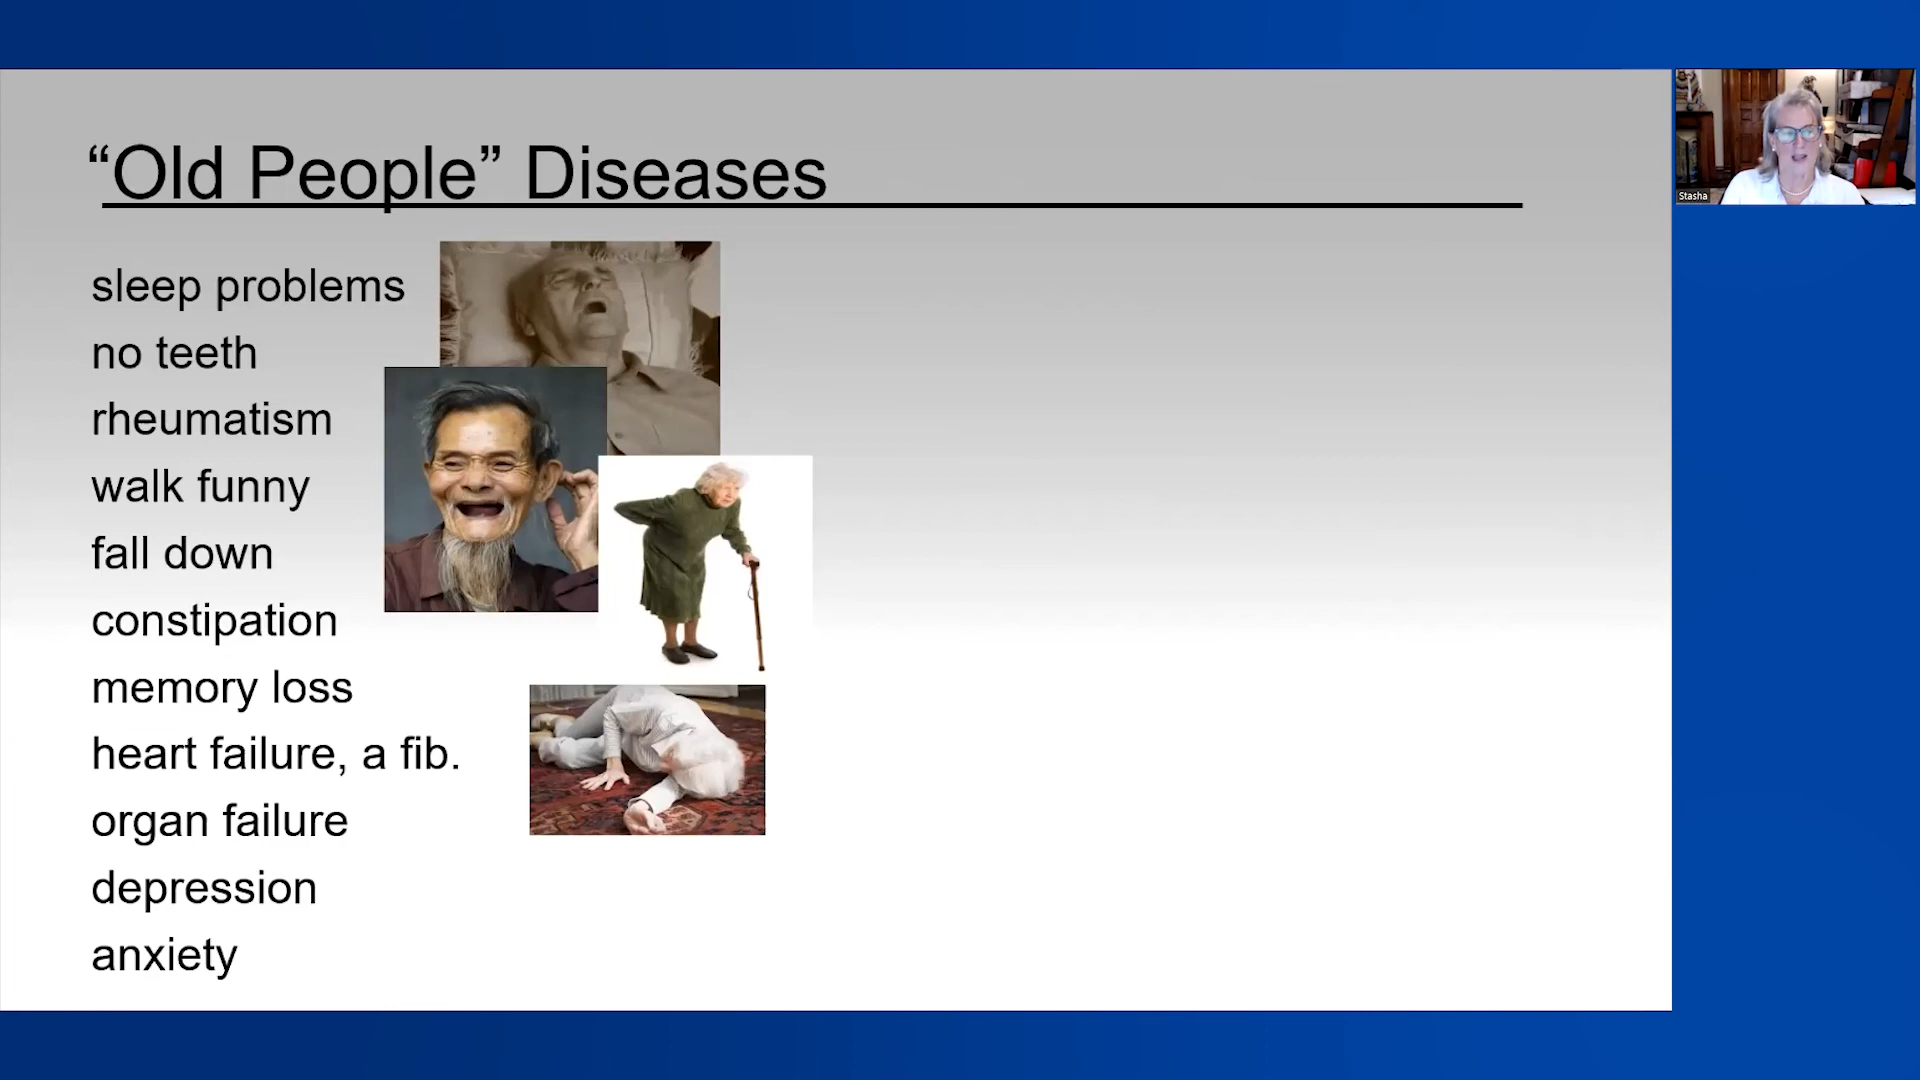 “Old People” Diseases
sleep problems
no teeth
rheumatism
walk funny
fall down
constipation
memory loss
heart failure, a fib.
organ failure
depression
anxiety
Stasha